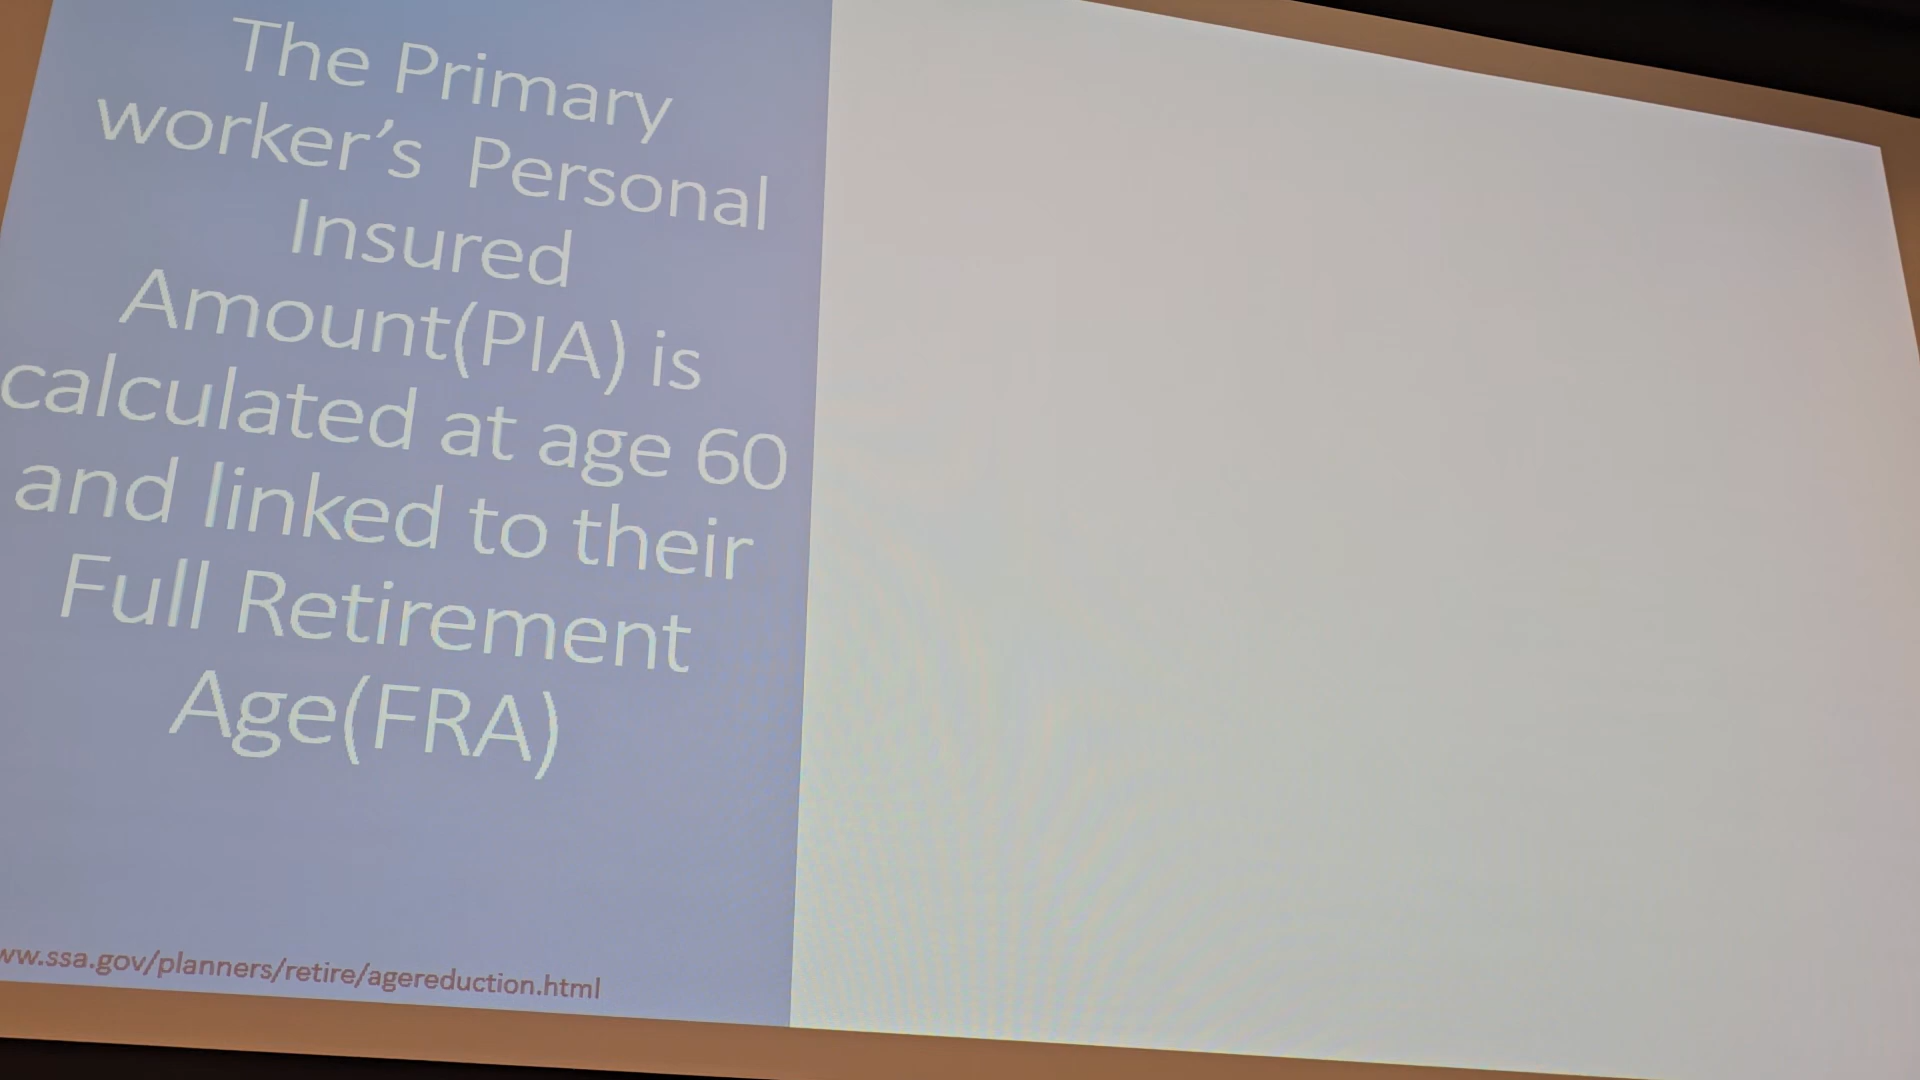 The Primary
worker’s Personal
Insured
Amount(PIA) is
calculated at age 60
and linked to their
Full Retirement
Age(FRA)
ww.ssa.gov/planners/retire/agereduction.html